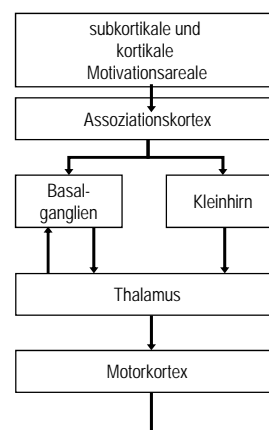 subkortikale und
kortikale
Motivationsareale
Assoziationskortex
Basal-
ganglien
Kleinhirn
Thalamus
Motorkortex